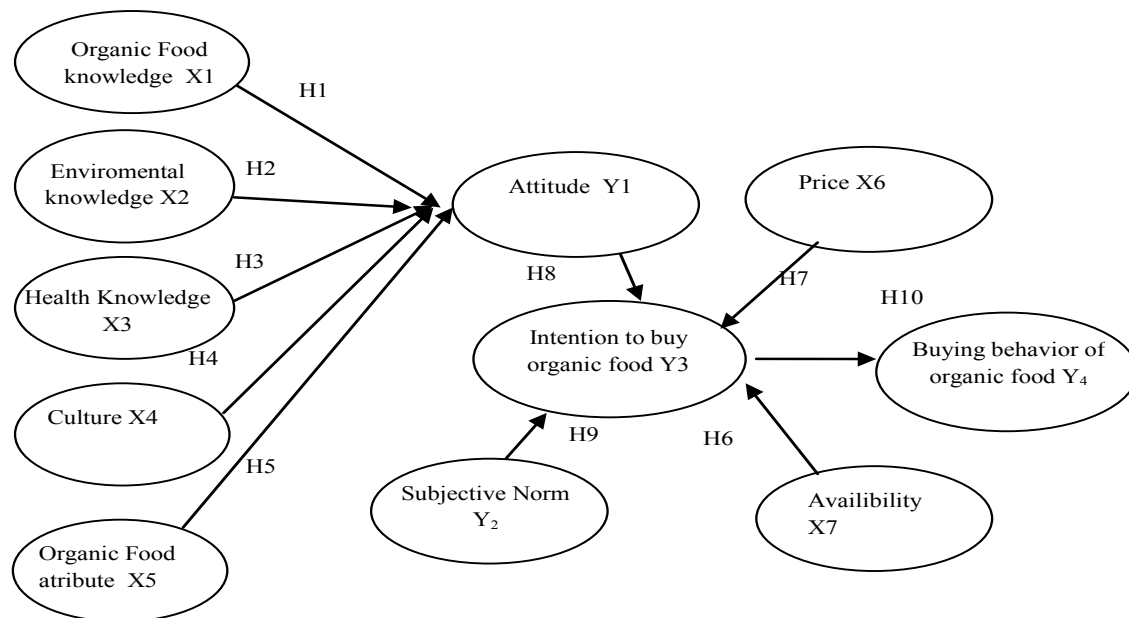 Organic Food
knowledge X1
H1
Enviromental
knowledge X2
H2
Health Knowledge
X3
H3
H4
Culture X4
H5
Organic Food
atribute X5
Attitude Y1
H8
Price X6
H7
Intention to buy
organic food Y3
H10
Buying behavior of
organic food Y₄
H9
H6
Subjective Norm
Y₂
Availibility
X7